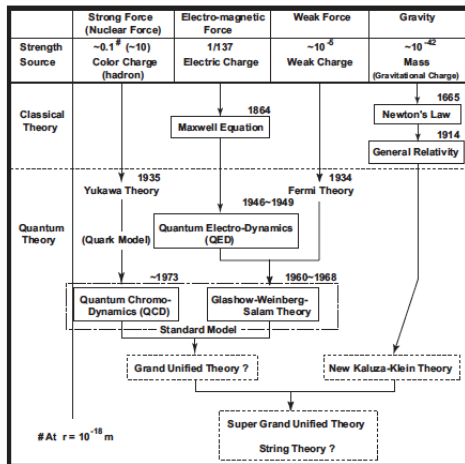 Strong Force Electro-magnetic Weak Force Gravity
(Nuclear Force) Force
Strength ~0.1# (~10) 1/137 ~10-5 ~10-42
Source Color Charge Electric Charge Weak Charge Mass
(hadron) (Gravitational Charge)
1665
Newton's Law
Classical 1864 1914
Theory Maxwell Equation General Relativity
1935 1934
Yukawa Theory Fermi Theory
1946~1949
Quantum (Quark Model) Quantum Electro-Dynamics
Theory (QED)
~1973 1960~1968
Quantum Chromo- Glashow-Weinberg-
Dynamics (QCD) Salam Theory
Standard Model
Grand Unified Theory ? New Kaluza-Klein Theory
Super Grand Unified Theory
# At r = 10-18 m
String Theory ?